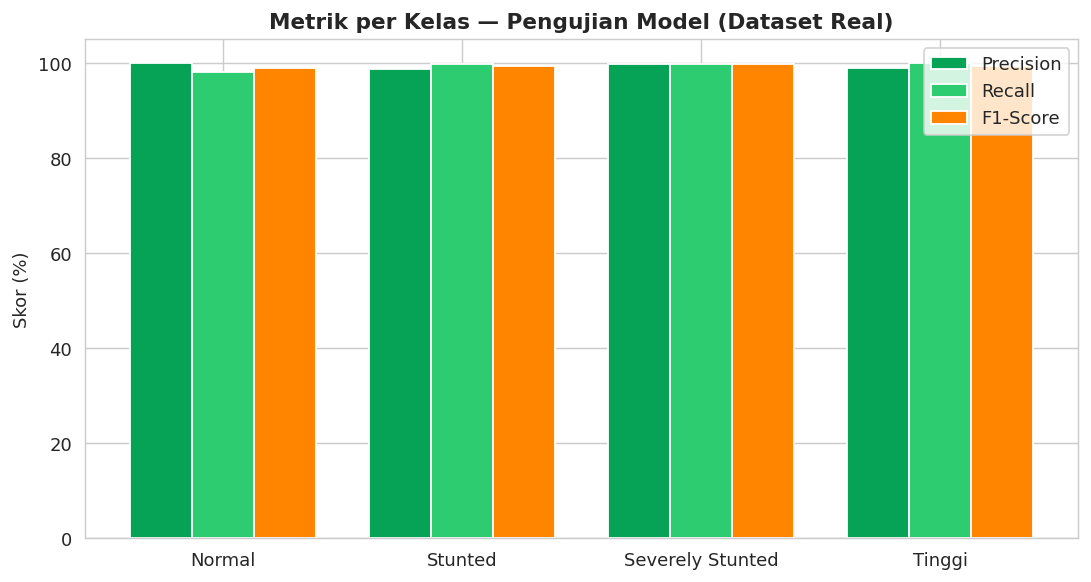 Metrik per Kelas — Pengujian Model (Dataset Real)
Precision
Recall
F1-Score
Skor (%)
100
80
60
40
20
0
Normal
Stunted
Severely Stunted
Tinggi